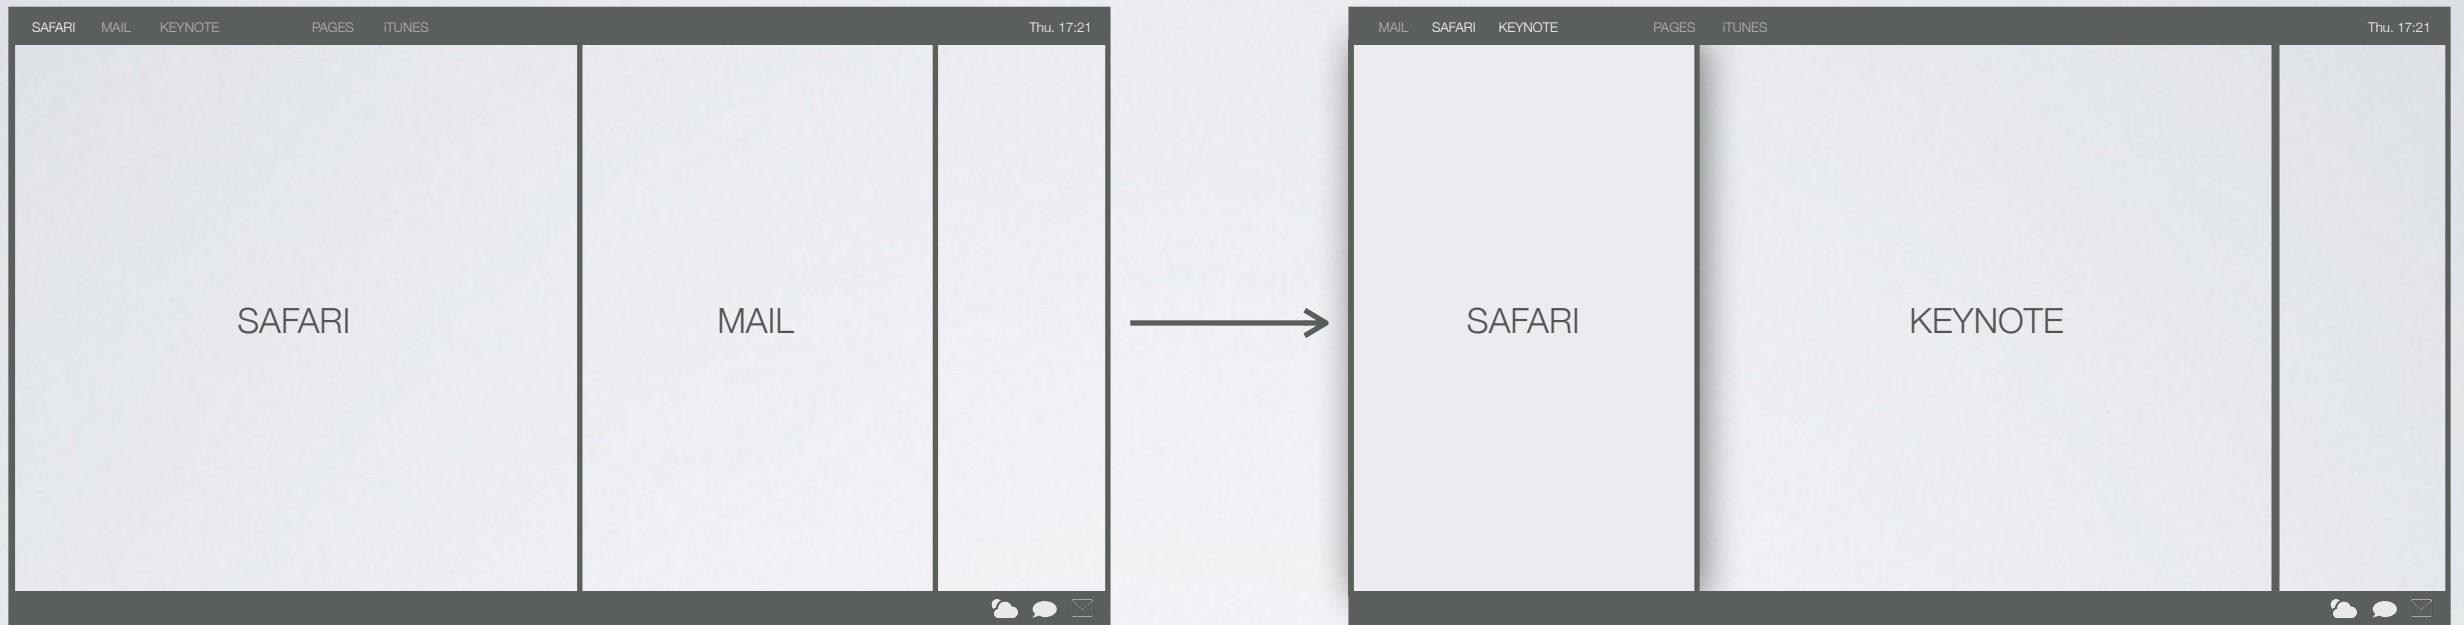 SAFARI MAIL KEYNOTE PAGES iTUNES Thu. 17:21
SAFARI MAIL
MAIL SAFARI KEYNOTE PAGES iTUNES Thu. 17:21
SAFARI KEYNOTE